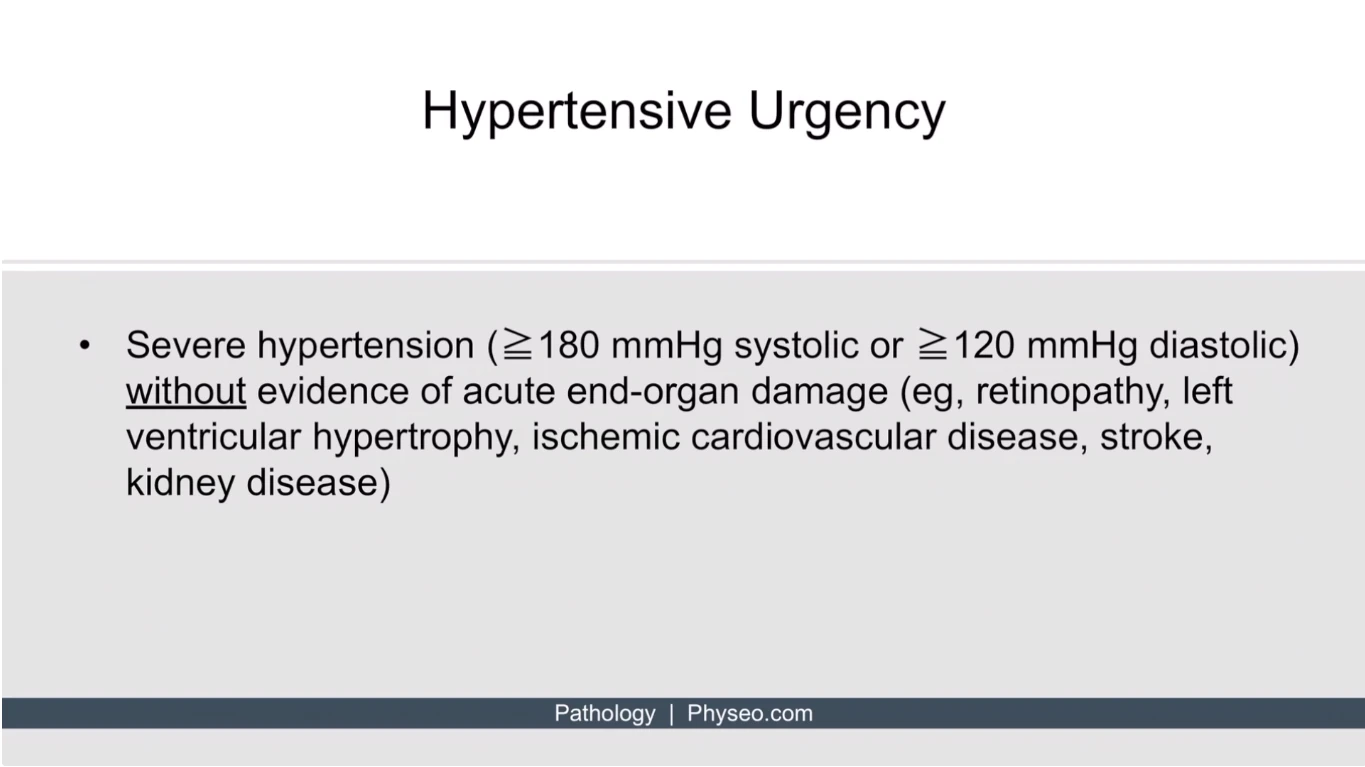 Hypertensive Urgency
• Severe hypertension (≧180 mmHg systolic or ≧120 mmHg diastolic)
without evidence of acute end-organ damage (eg, retinopathy, left
ventricular hypertrophy, ischemic cardiovascular disease, stroke,
kidney disease)
Pathology | Physeo.com